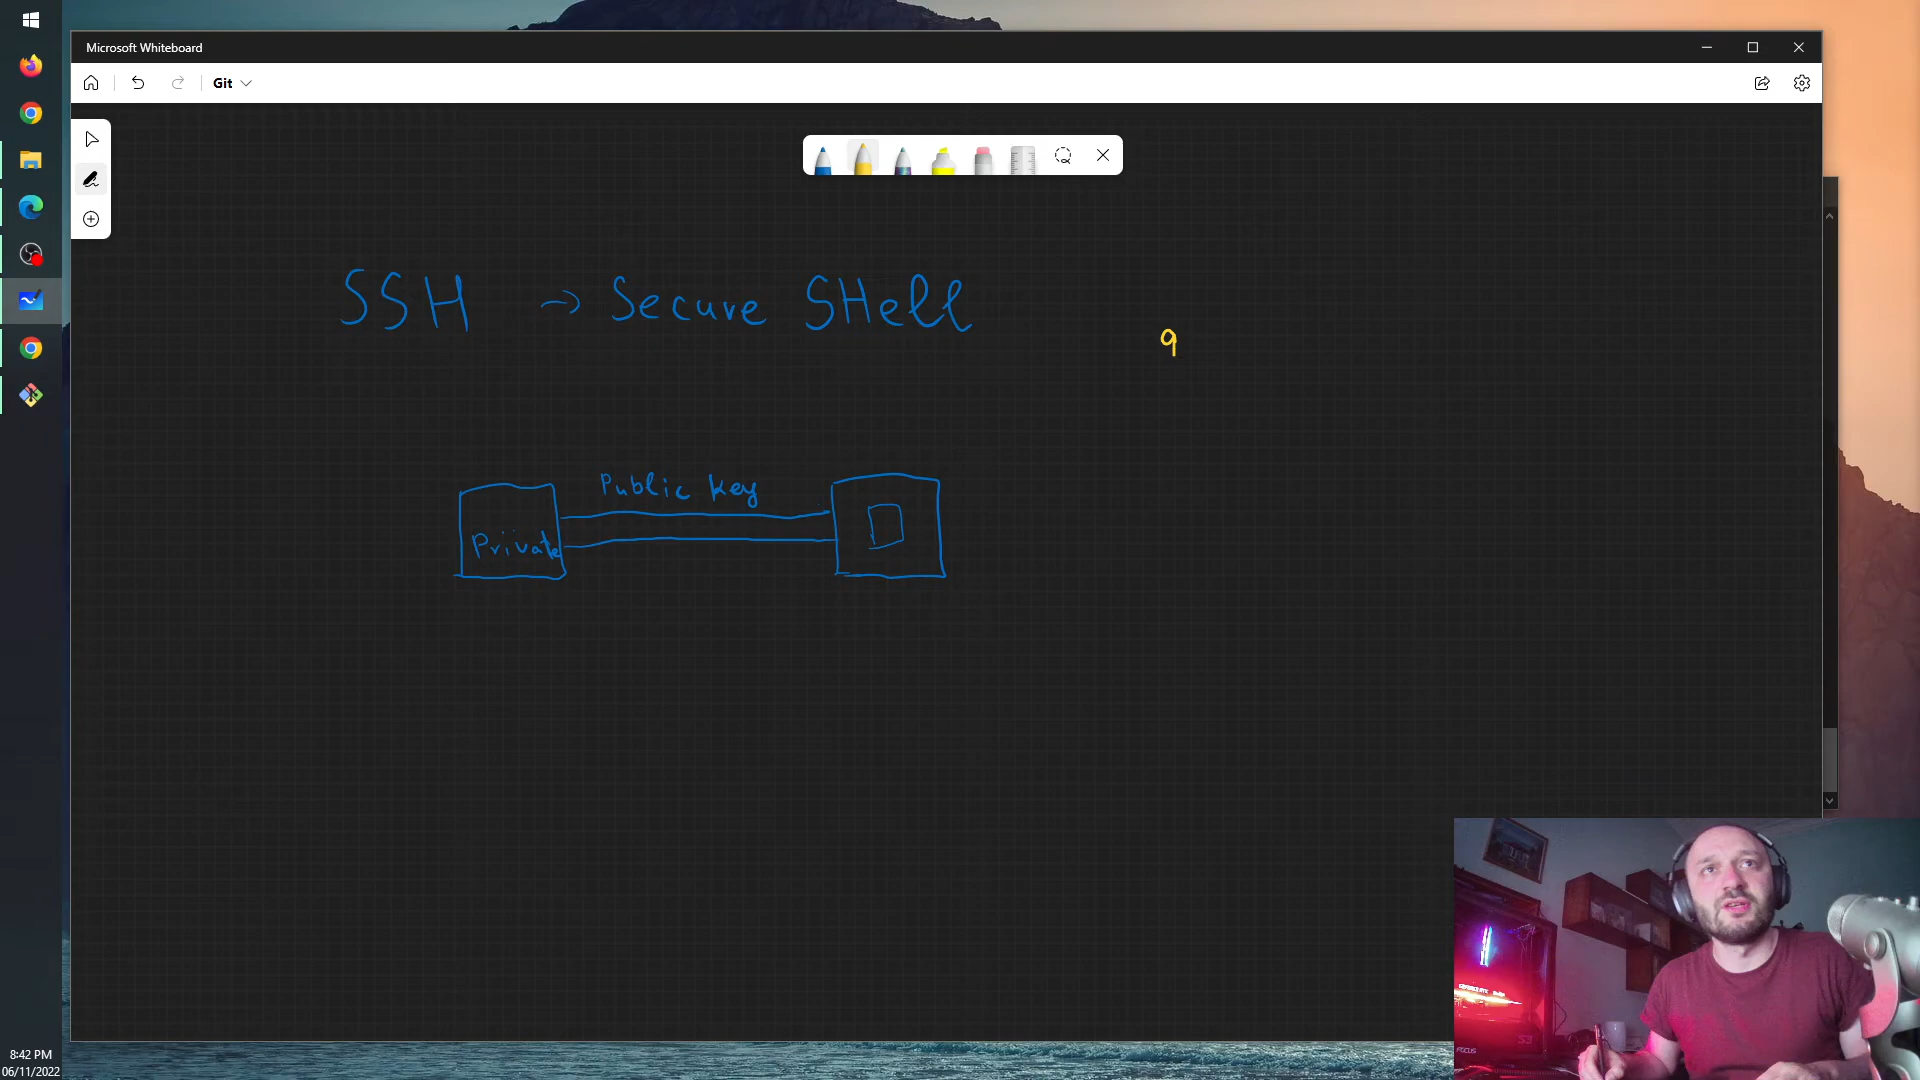 Microsoft Whiteboard
Git
SSH → Secure SHell
9
Public Key
Private
8:42 PM
06/11/2022